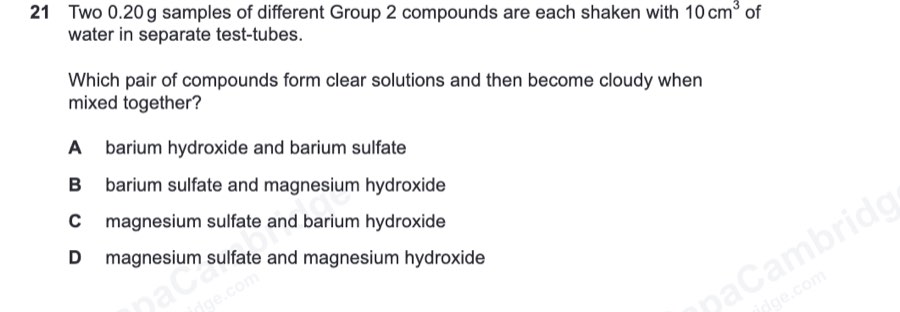 21 Two 0.20 g samples of different Group 2 compounds are each shaken with 10 cm³ of
water in separate test-tubes.
Which pair of compounds form clear solutions and then become cloudy when
mixed together?
A barium hydroxide and barium sulfate
B barium sulfate and magnesium hydroxide
C magnesium sulfate and barium hydroxide
D magnesium sulfate and magnesium hydroxide